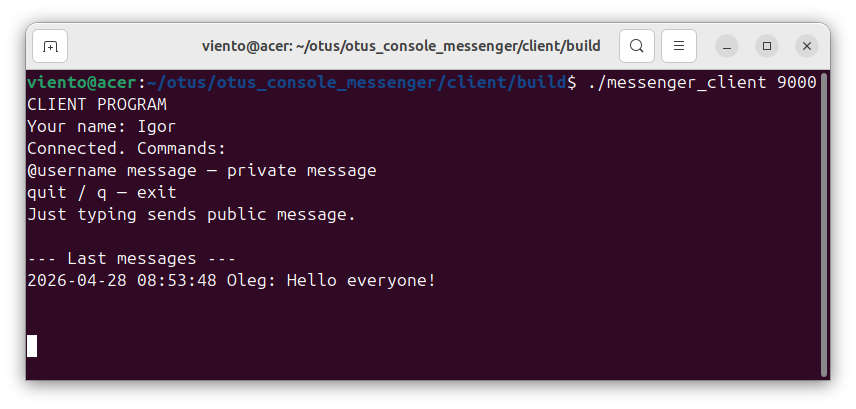 viento@acer: ~/otus/otus_console_messenger/client/build
viento@acer:~/otus/otus_console_messenger/client/build$ ./messenger_client 9000
CLIENT PROGRAM
Your name: Igor
Connected. Commands:
@username message — private message
quit / q — exit
Just typing sends public message.
--- Last messages ---
2026-04-28 08:53:48 Oleg: Hello everyone!